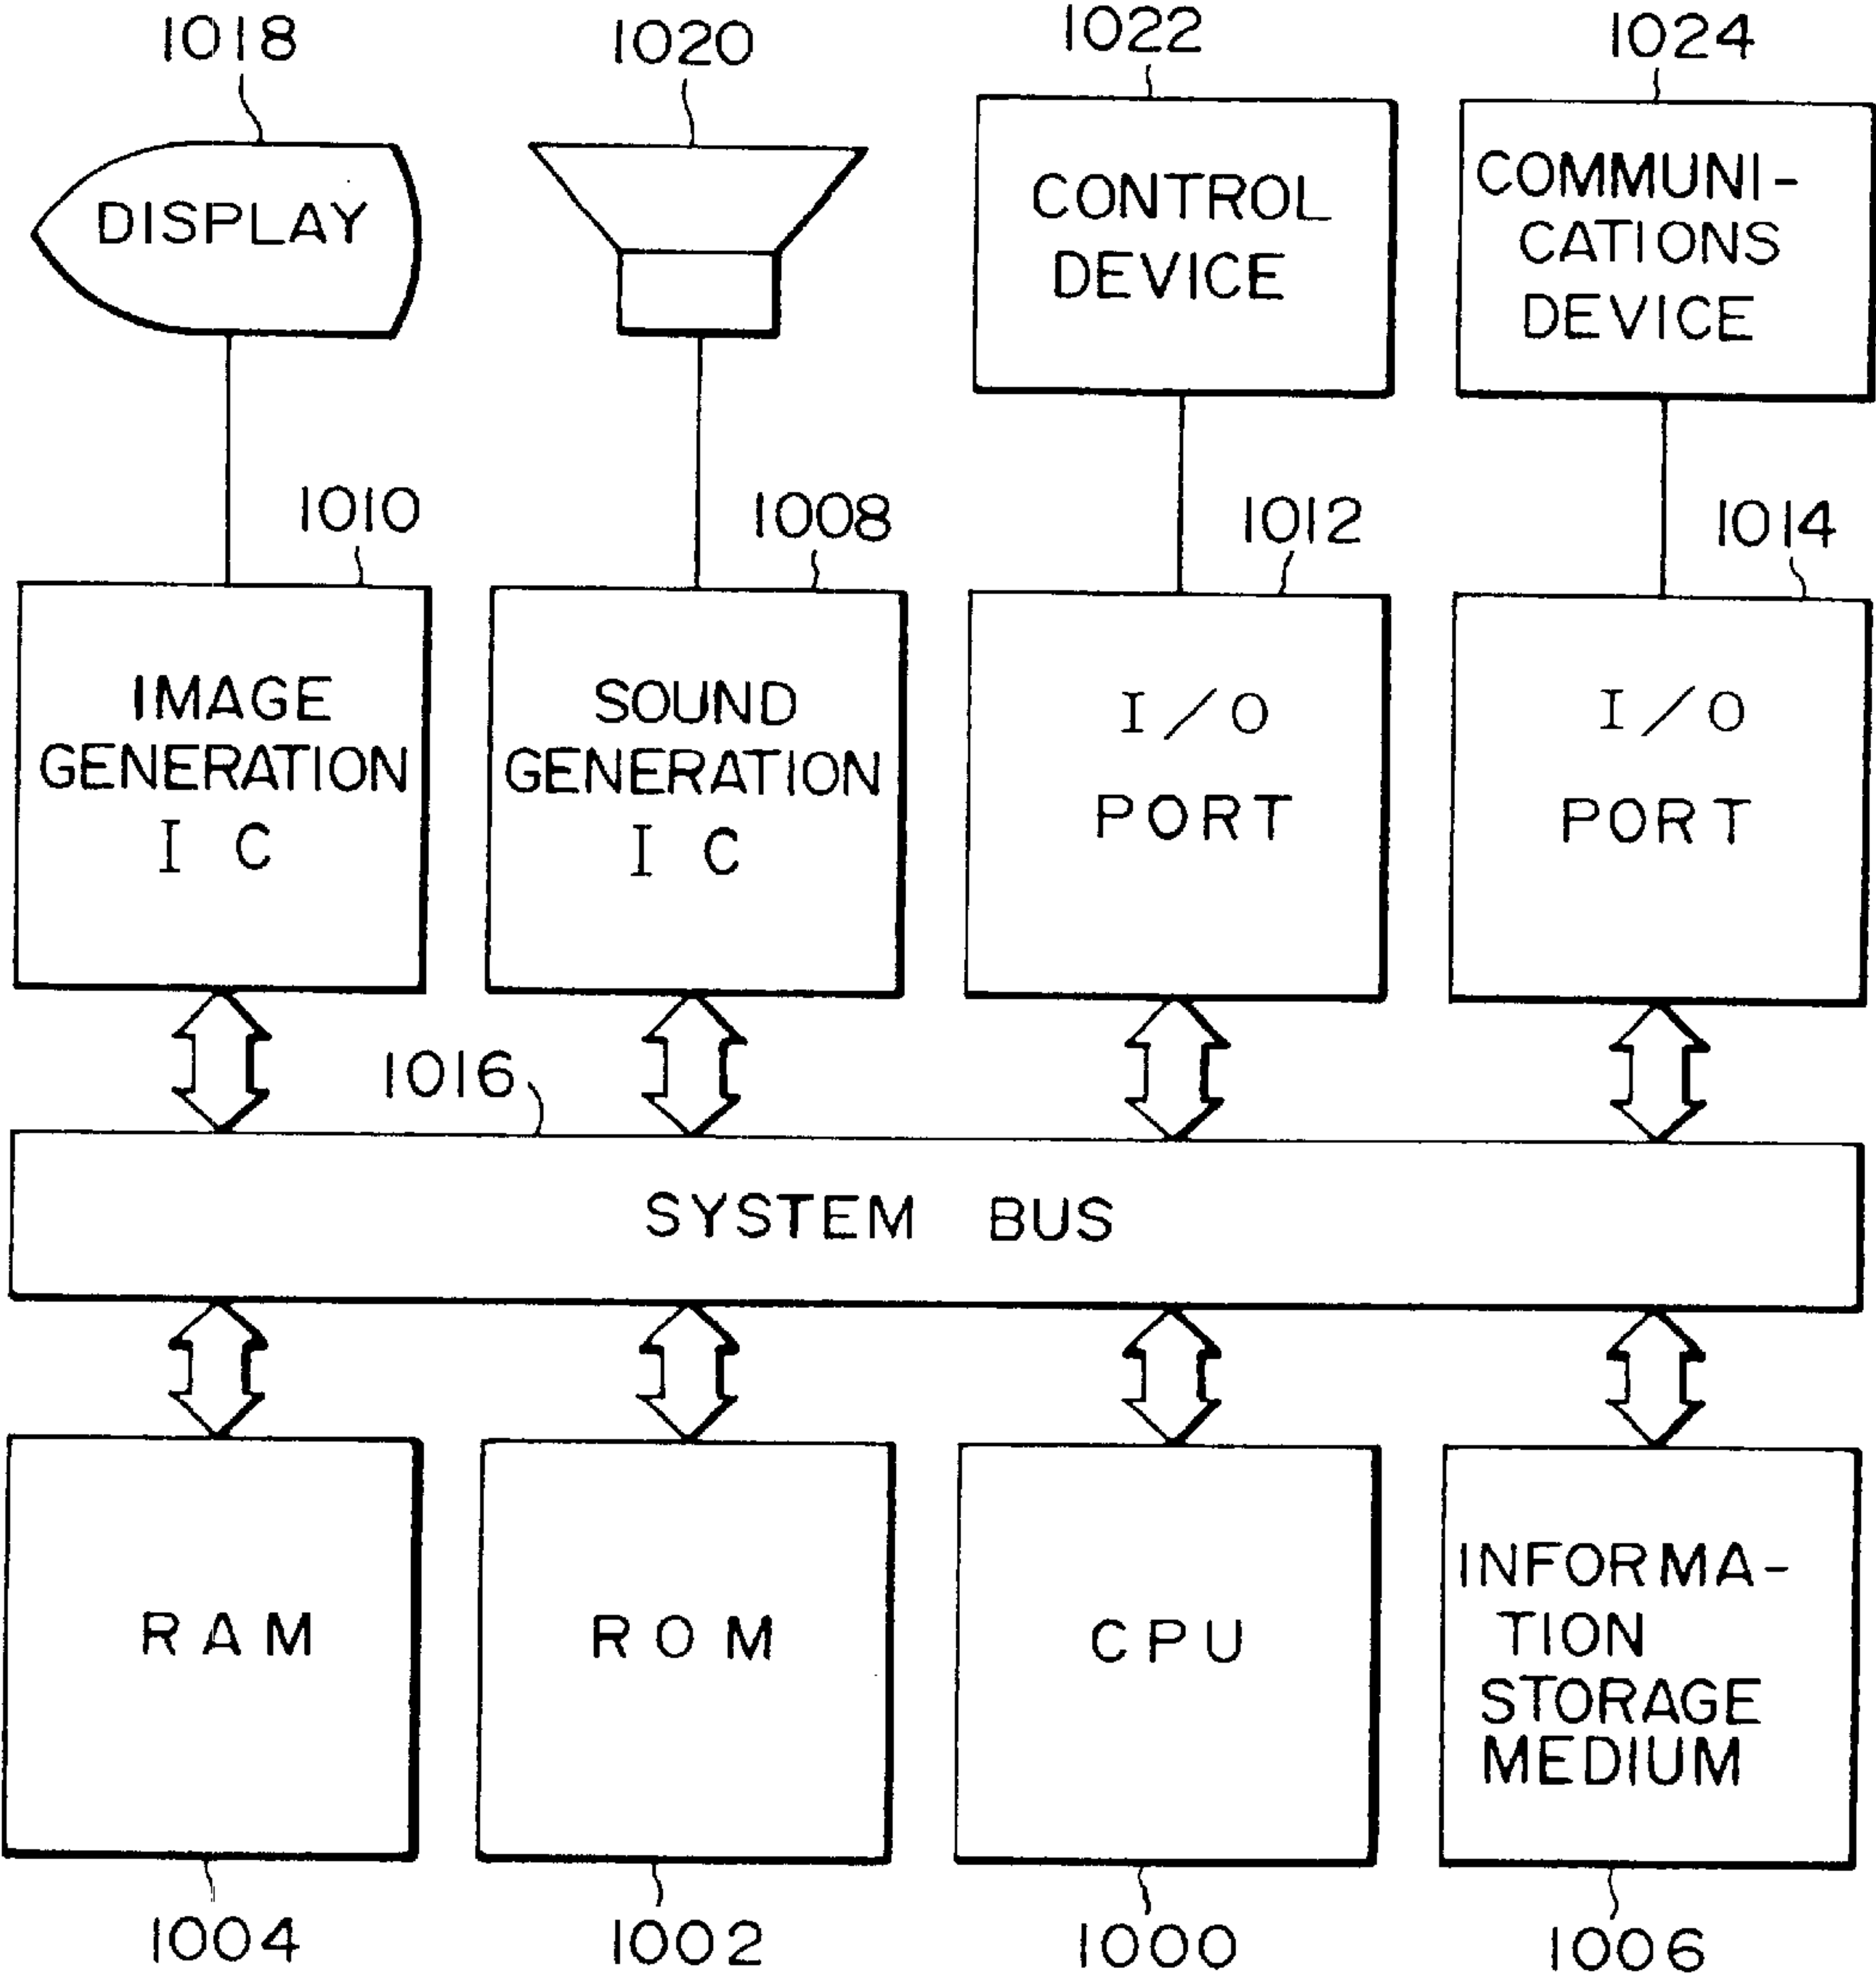 1018
1020
1022
1024
DISPLAY
CONTROL
DEVICE
COMMUNI-
CATIONS
DEVICE
1010
1008
1012
1014
IMAGE
GENERATION
I C
SOUND
GENERATION
I C
I/O
PORT
I/O
PORT
1016
SYSTEM BUS
RAM
ROM
CPU
INFORMA-
TION
STORAGE
MEDIUM
1004
1002
1000
1006